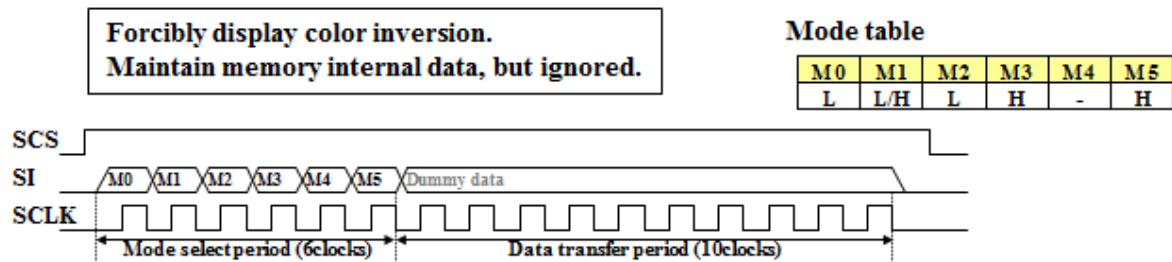 Forcibly display color inversion.
Maintain memory internal data, but ignored.
Mode table
M0 M1 M2 M3 M4 M5
L L/H L H - H
SCS
SI M0 M1 M2 M3 M4 M5 Dummy data
SCLK
Mode select period (6clocks) Data transfer period (10clocks)